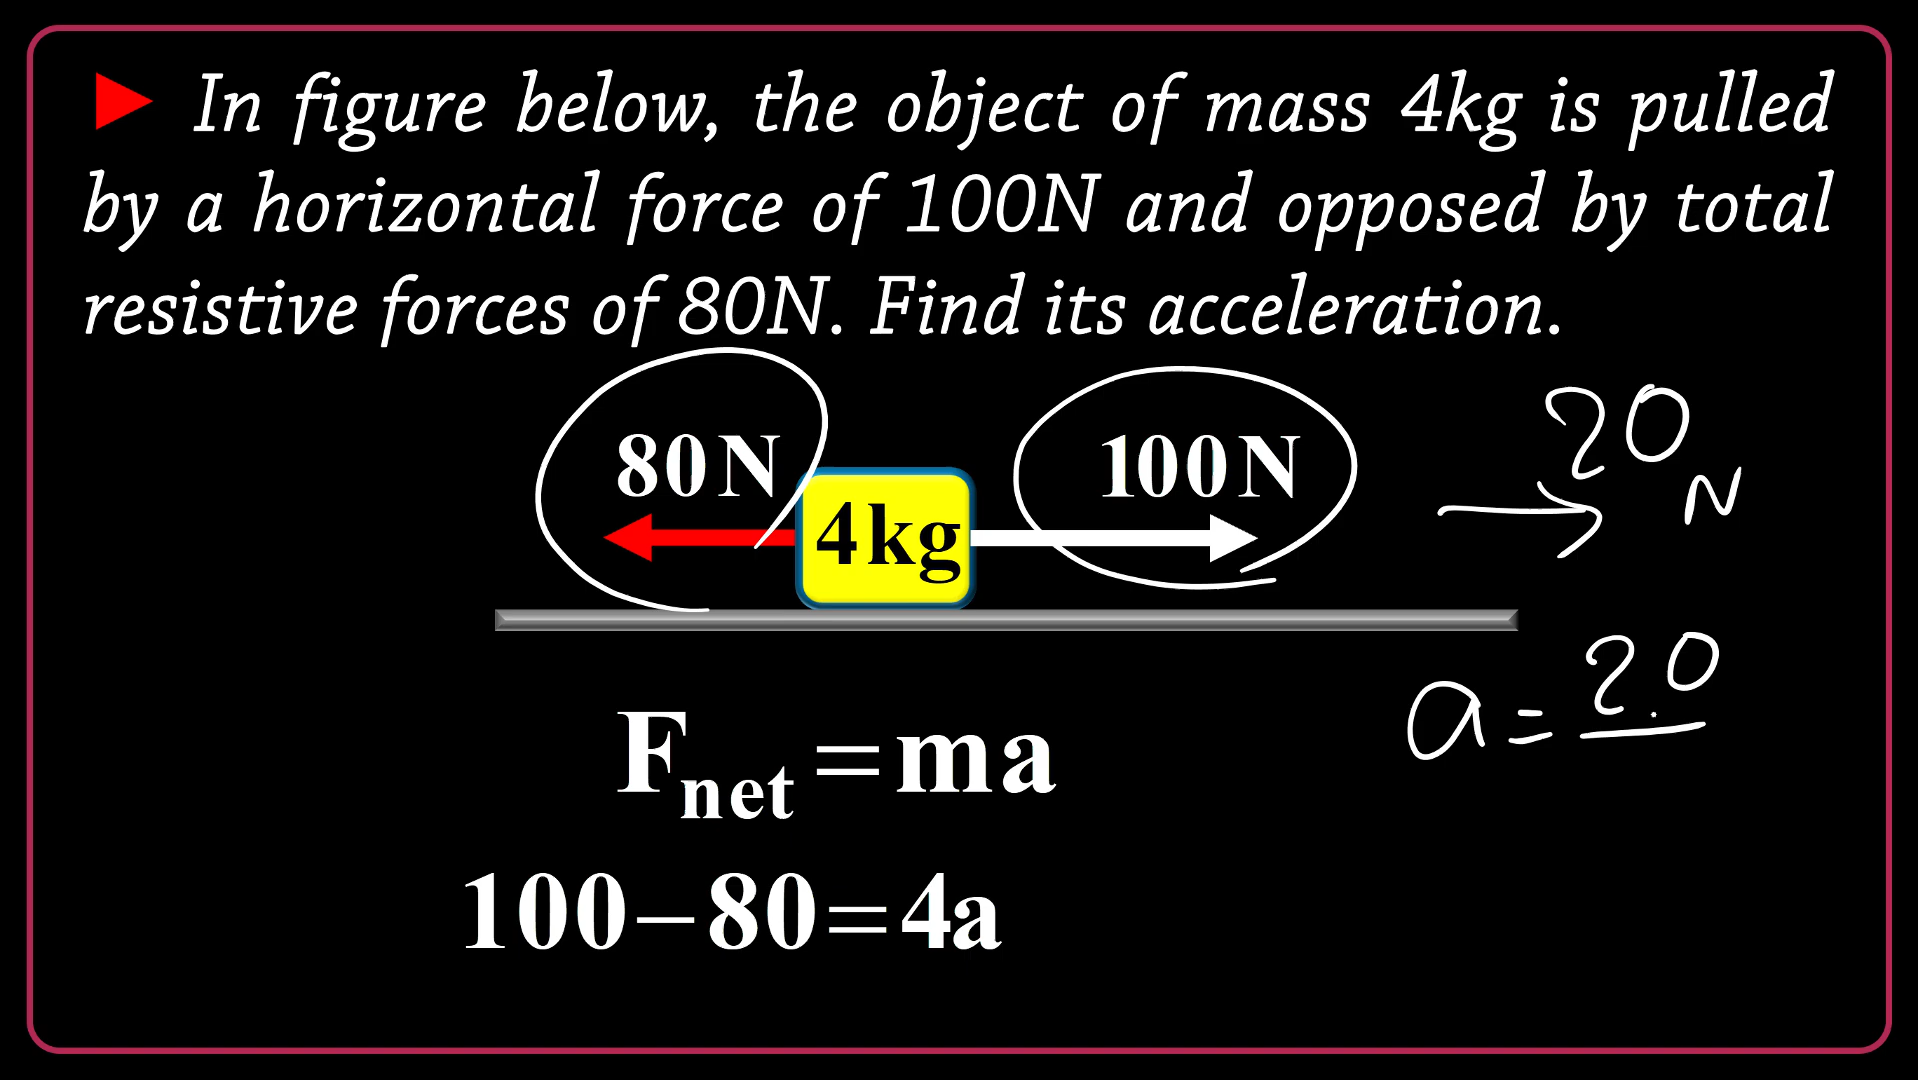 ► In figure below, the object of mass 4kg is pulled
by a horizontal force of 100N and opposed by total
resistive forces of 80N. Find its acceleration.
80N
4kg
100N
20 N
a = 20
Fnet = ma
100-80=4a